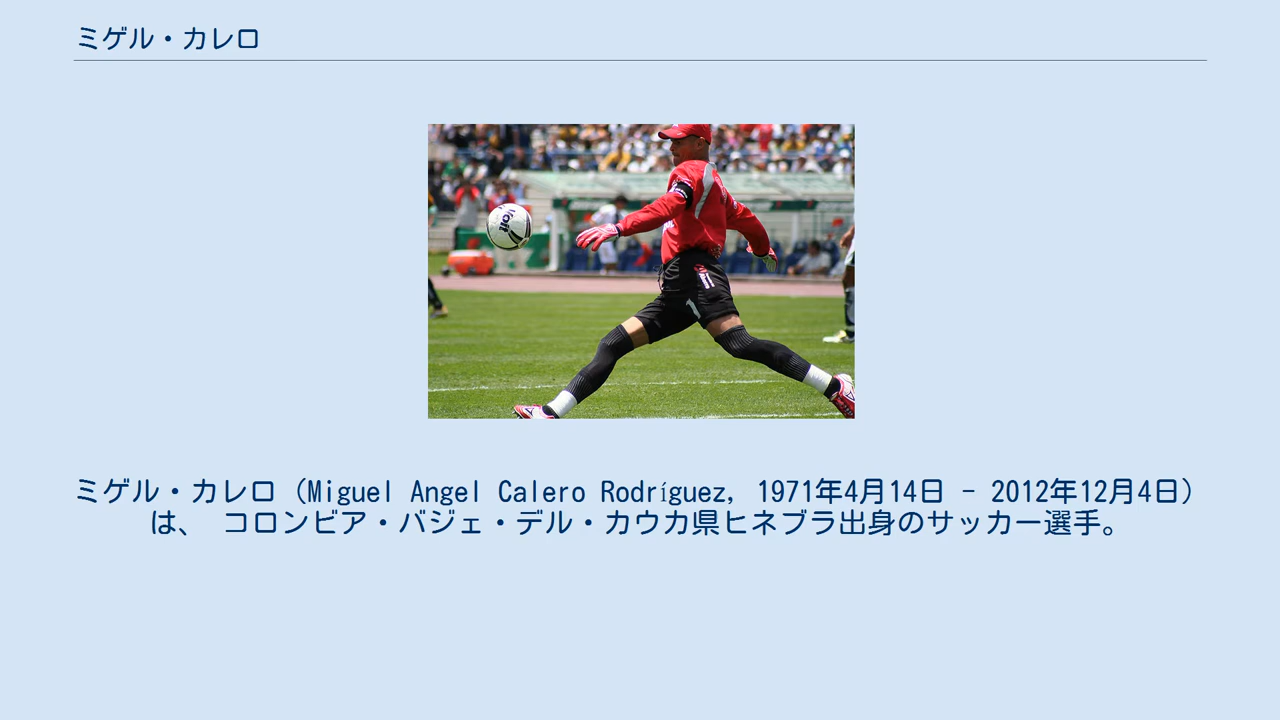 ミゲル・カレロ
Voit
1
ミゲル・カレロ (Miguel Angel Calero Rodríguez, 1971年4月14日 - 2012年12月4日)
は、 コロンビア・バジェ・デル・カウカ県ヒネブラ出身のサッカー選手。